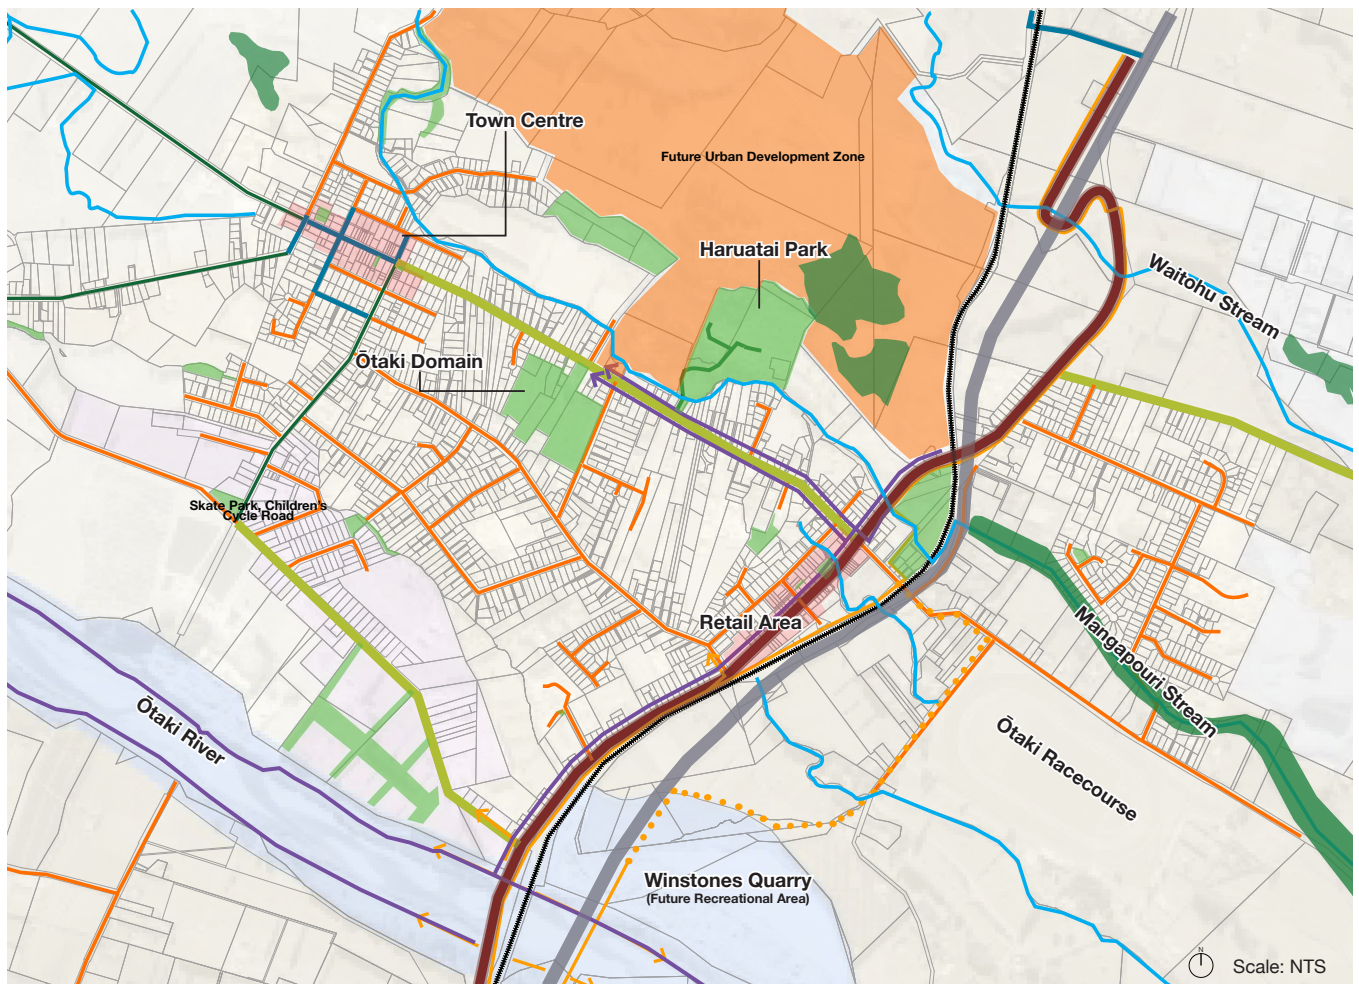 Town Centre
Future Urban Development Zone
Haruatai Park
Waitohu Stream
Ōtaki Domain
Skate Park, Children's
Cycle Road
Retail Area
Mangapouri Stream
Ōtaki River
Ōtaki Racecourse
Winstones Quarry
(Future Recreational Area)
N
Scale: NTS